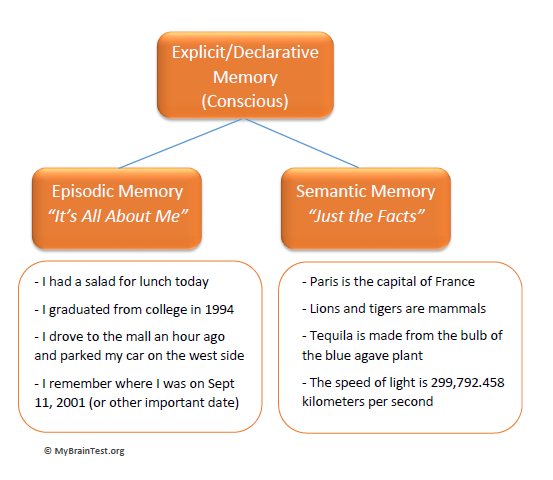 Explicit/Declarative
Memory
(Conscious)
Episodic Memory
“It’s All About Me”
Semantic Memory
“Just the Facts”
- I had a salad for lunch today
- I graduated from college in 1994
- I drove to the mall an hour ago
and parked my car on the west side
- I remember where I was on Sept
11, 2001 (or other important date)
- Paris is the capital of France
- Lions and tigers are mammals
- Tequila is made from the bulb of
the blue agave plant
- The speed of light is 299,792.458
kilometers per second
© MyBrainTest.org